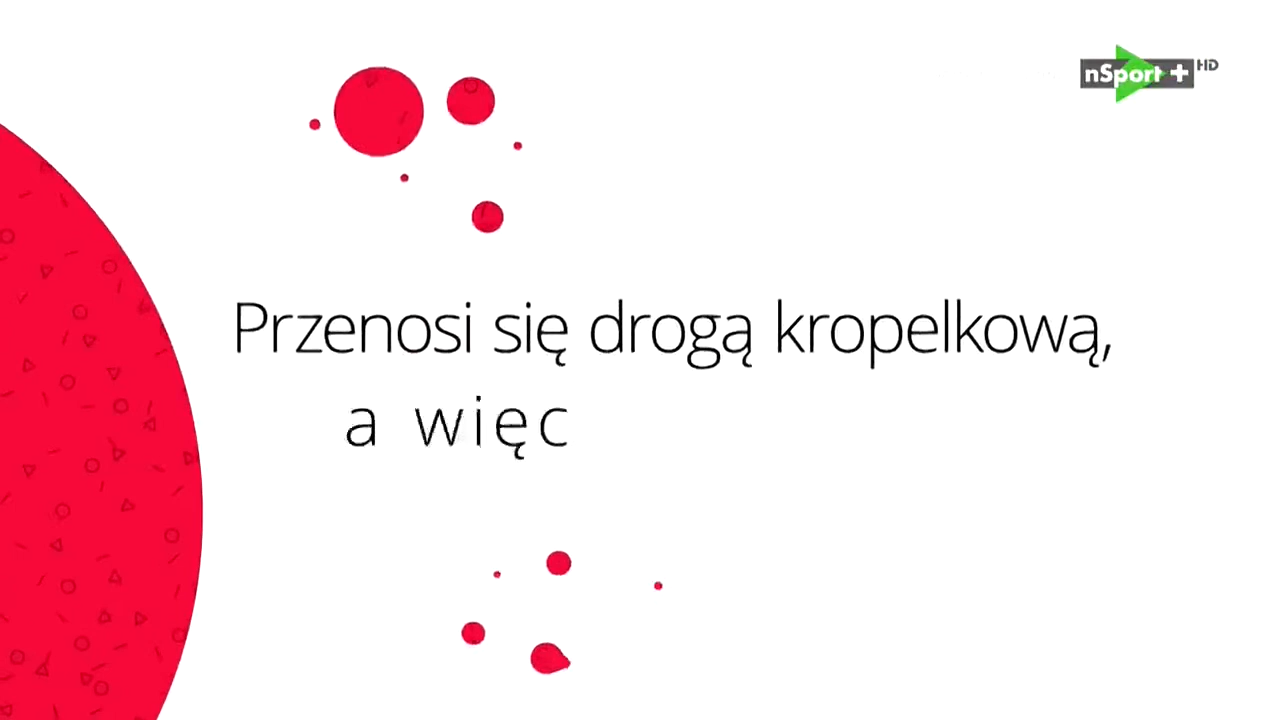 nSport+ HD
Przenosi się drogą kropelkową,
a więc